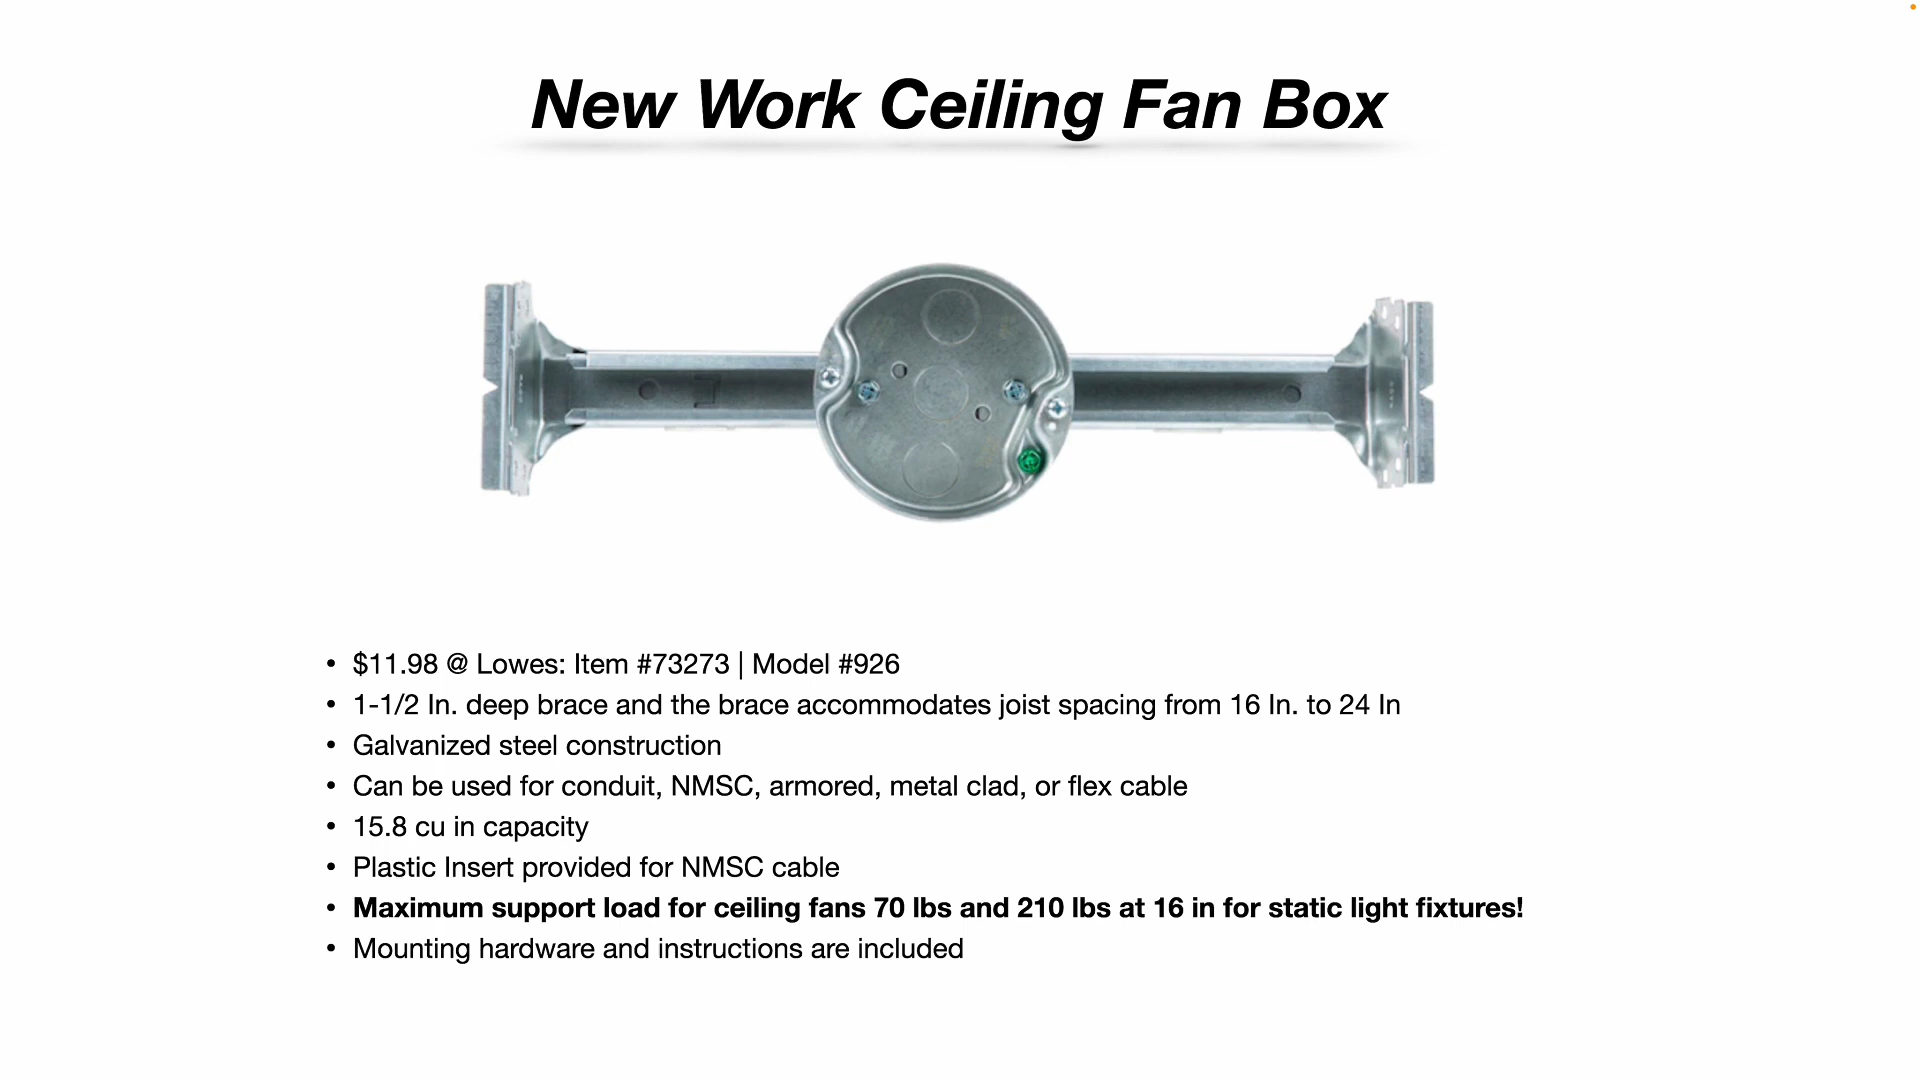 New Work Ceiling Fan Box
• $11.98 @ Lowes: Item #73273 | Model #926
• 1-1/2 In. deep brace and the brace accommodates joist spacing from 16 In. to 24 In
• Galvanized steel construction
• Can be used for conduit, NMSC, armored, metal clad, or flex cable
• 15.8 cu in capacity
• Plastic Insert provided for NMSC cable
• Maximum support load for ceiling fans 70 lbs and 210 lbs at 16 in for static light fixtures!
• Mounting hardware and instructions are included